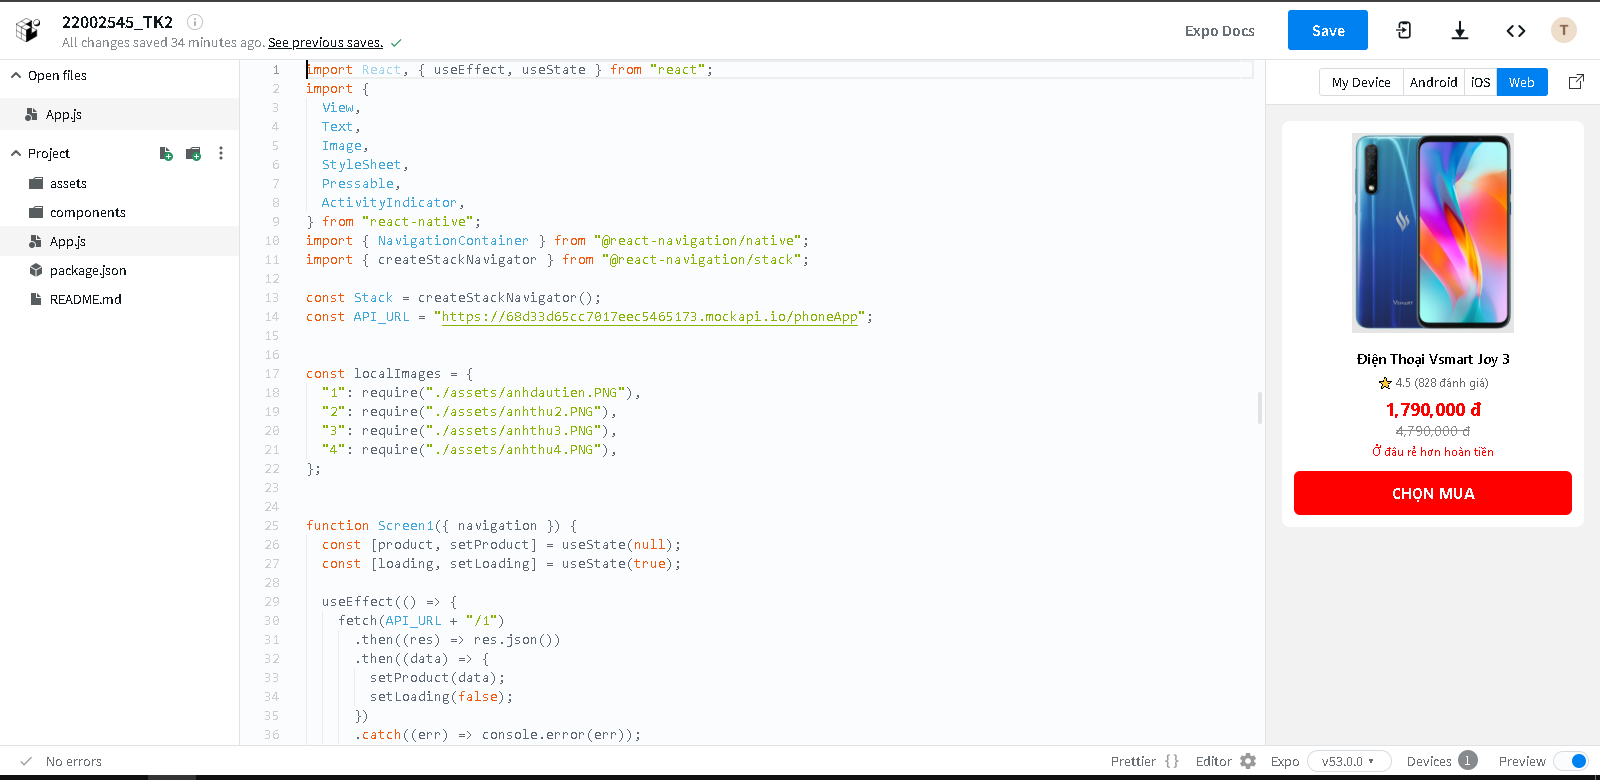 22002545_TK2
All changes saved 34 minutes ago. See previous saves.
Expo Docs
Save
T
Open files
App.js
Project
assets
components
App.js
package.json
README.md
1 import React, { useEffect, useState } from "react";
2 import {
3 View,
4 Text,
5 Image,
6 StyleSheet,
7 Pressable,
8 ActivityIndicator,
9 } from "react-native";
10 import { NavigationContainer } from "@react-navigation/native";
11 import { createStackNavigator } from "@react-navigation/stack";
12
13 const Stack = createStackNavigator();
14 const API_URL = "https://68d33d65cc7017eec5465173.mockapi.io/phoneApp";
15
16
17 const localImages = {
18 "1": require("./assets/anhdautien.PNG"),
19 "2": require("./assets/anhthu2.PNG"),
20 "3": require("./assets/anhthu3.PNG"),
21 "4": require("./assets/anhthu4.PNG"),
22 };
23
24
25 function Screen1({ navigation }) {
26 const [product, setProduct] = useState(null);
27 const [loading, setLoading] = useState(true);
28
29 useEffect(() => {
30 fetch(API_URL + "/1")
31 .then((res) => res.json())
32 .then((data) => {
33 setProduct(data);
34 setLoading(false);
35 })
36 .catch((err) => console.error(err));
My Device
Android
iOS
Web
Vsmart
Điện Thoại Vsmart Joy 3
4.5 (828 đánh giá)
1,790,000 đ
4,790,000 đ
Ở đâu rẻ hơn hoàn tiền
CHỌN MUA
No errors
Prettier { }
Editor
Expo
v53.0.0
Devices 1
Preview